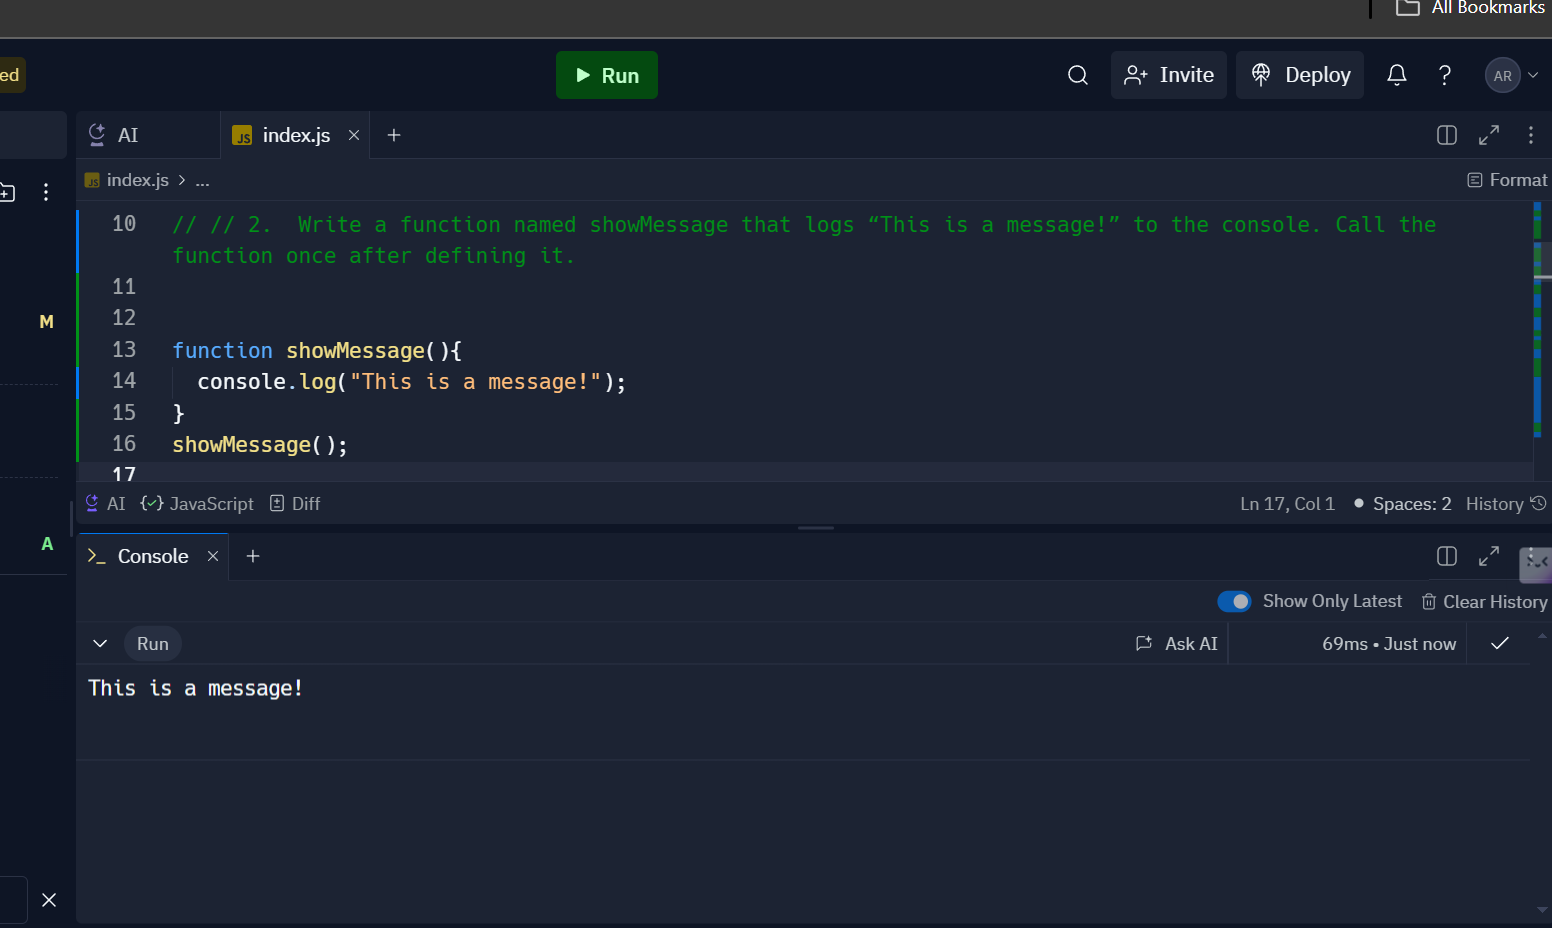 All Bookmarks
ed
Run
Invite
Deploy
?
AR
AI
JS index.js × +
JS index.js > ...
Format
10 // // 2.  Write a function named showMessage that logs “This is a message!” to the console. Call the
function once after defining it.
11
12
M
13 function showMessage(){
14   console.log("This is a message!");
15 }
16 showMessage();
17
AI {✓} JavaScript Diff
Ln 17, Col 1 • Spaces: 2 History
A
>_ Console × +
Show Only Latest Clear History
Run
Ask AI
69ms • Just now
This is a message!